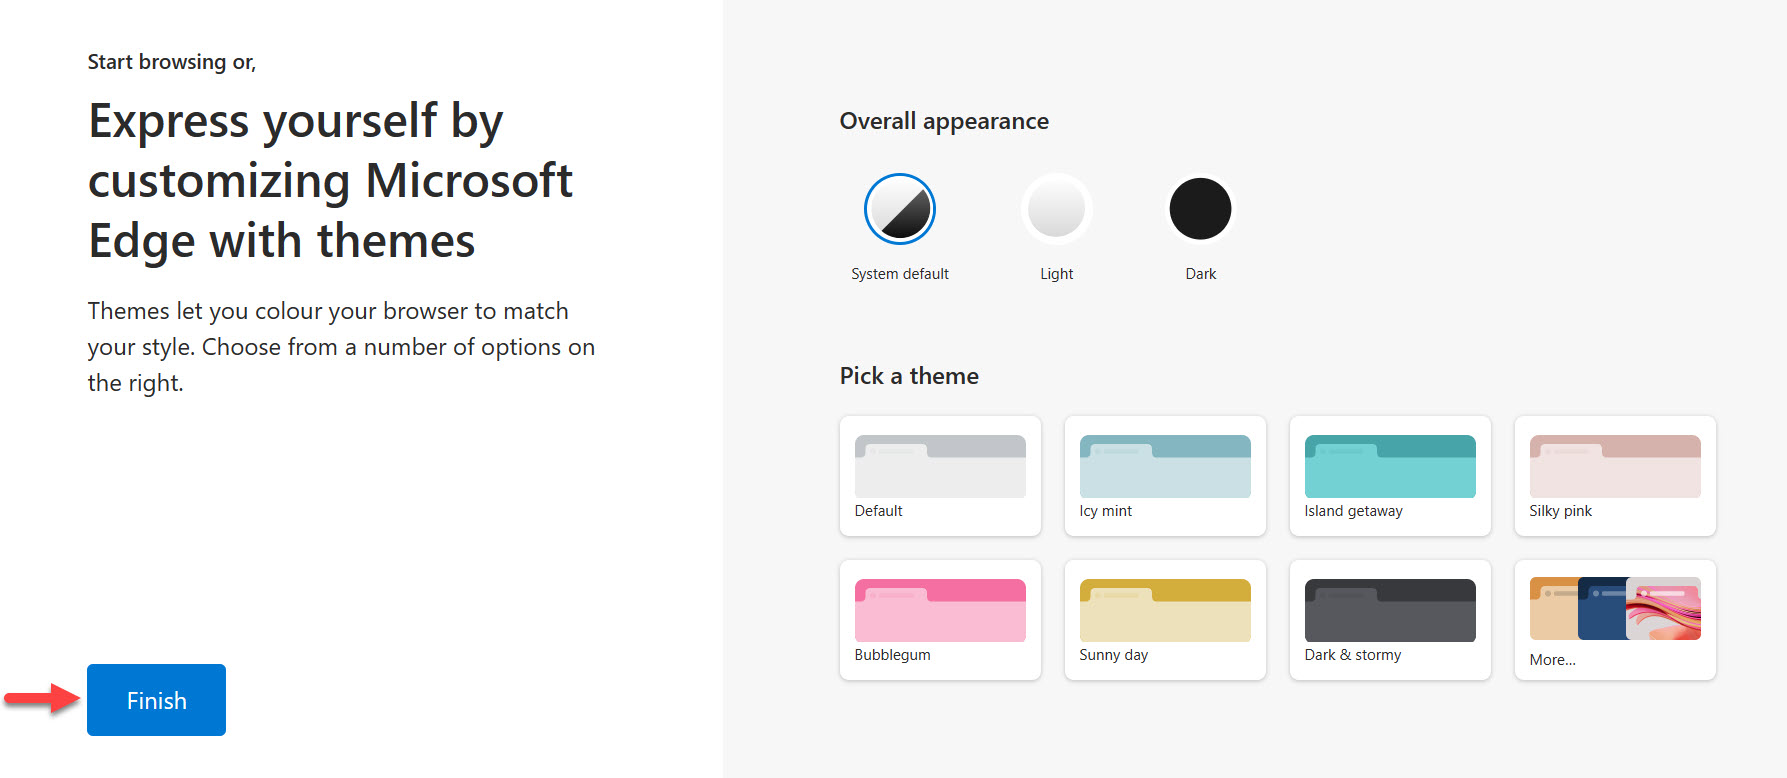 Start browsing or,
Express yourself by
customizing Microsoft
Edge with themes
Themes let you colour your browser to match
your style. Choose from a number of options on
the right.
Finish
Overall appearance
System default
Light
Dark
Pick a theme
Default
Icy mint
Island getaway
Silky pink
Bubblegum
Sunny day
Dark & stormy
More...